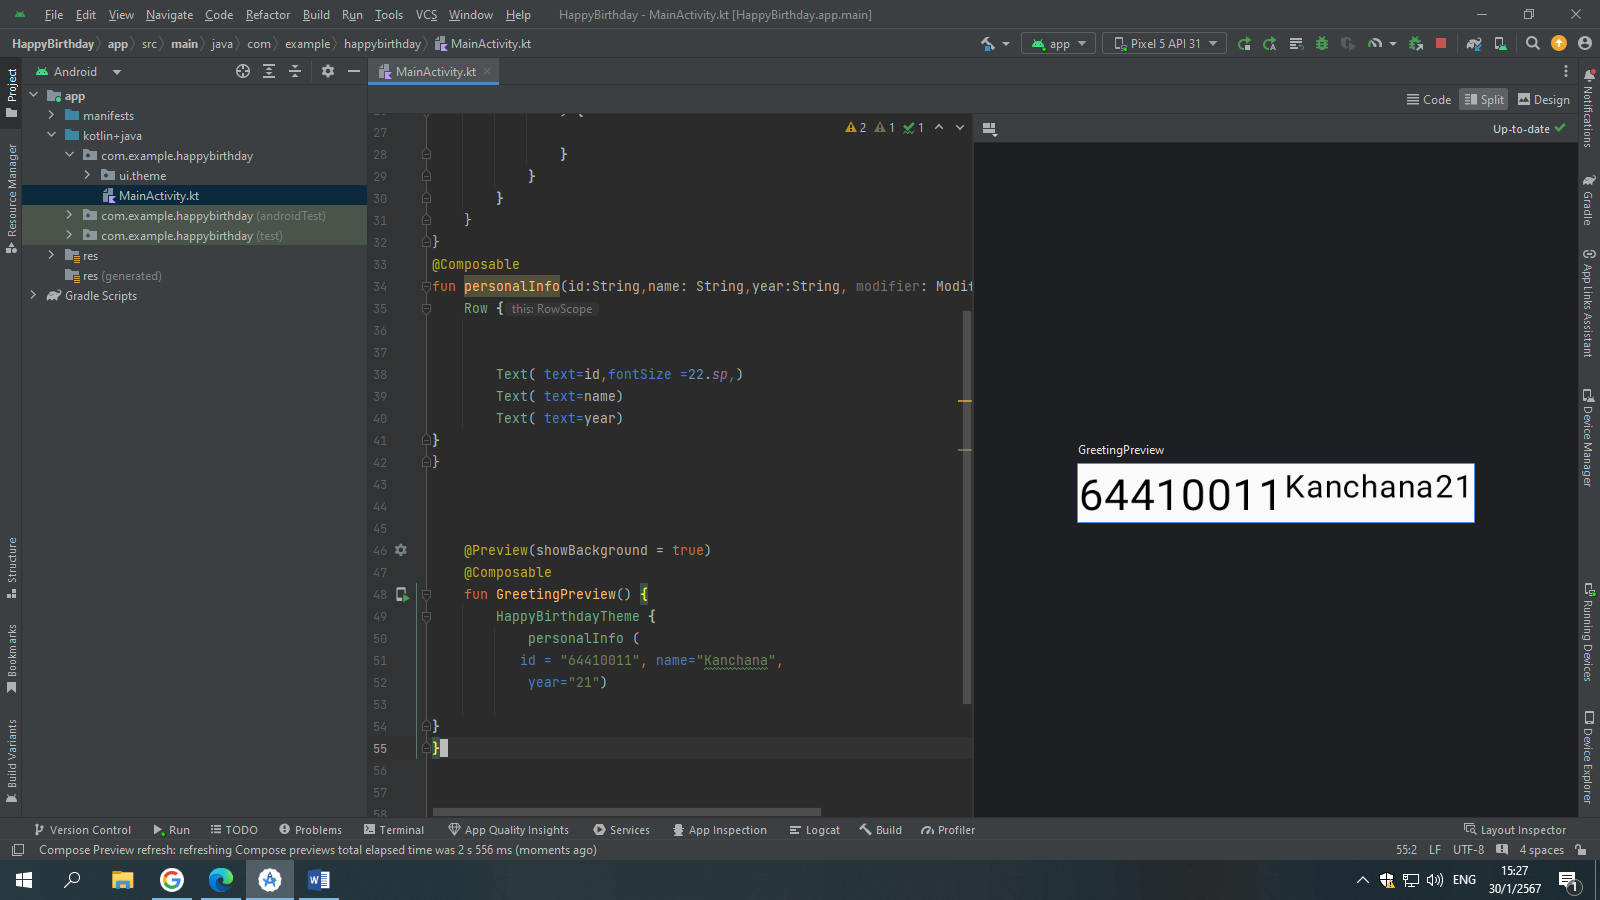 File Edit View Navigate Code Refactor Build Run Tools VCS Window Help HappyBirthday - MainActivity.kt [HappyBirthday.app.main]
HappyBirthday app src main java com example happybirthday MainActivity.kt app Pixel 5 API 31
Android MainActivity.kt
Project
Resource Manager
Structure
Bookmarks
Build Variants
app
manifests
kotlin+java
com.example.happybirthday
ui.theme
MainActivity.kt
com.example.happybirthday (androidTest)
com.example.happybirthday (test)
res
res (generated)
Gradle Scripts
Code Split Design
2 1 1
Up-to-date
27 {
28 }
29 }
30 }
31 }
32 }
33 @Composable
34 fun personalInfo(id:String,name: String,year:String, modifier: Modif
35 Row { this: RowScope
36
37
38 Text( text=id,fontSize =22.sp,)
39 Text( text=name)
40 Text( text=year)
41 }
42 }
43
44
45
46 @Preview(showBackground = true)
47 @Composable
48 fun GreetingPreview() {
49 HappyBirthdayTheme {
50 personalInfo (
51 id = "64410011", name="Kanchana",
52 year="21")
53
54 }
55 }
56
57
58
GreetingPreview
64410011Kanchana21
Notifications
Gradle
App Links Assistant
Device Manager
Running Devices
Device Explorer
Version Control Run TODO Problems Terminal App Quality Insights Services App Inspection Logcat Build Profiler Layout Inspector
Compose Preview refresh: refreshing Compose previews total elapsed time was 2 s 556 ms (moments ago) 55:2 LF UTF-8 4 spaces
ENG
15:27
30/1/2567
1